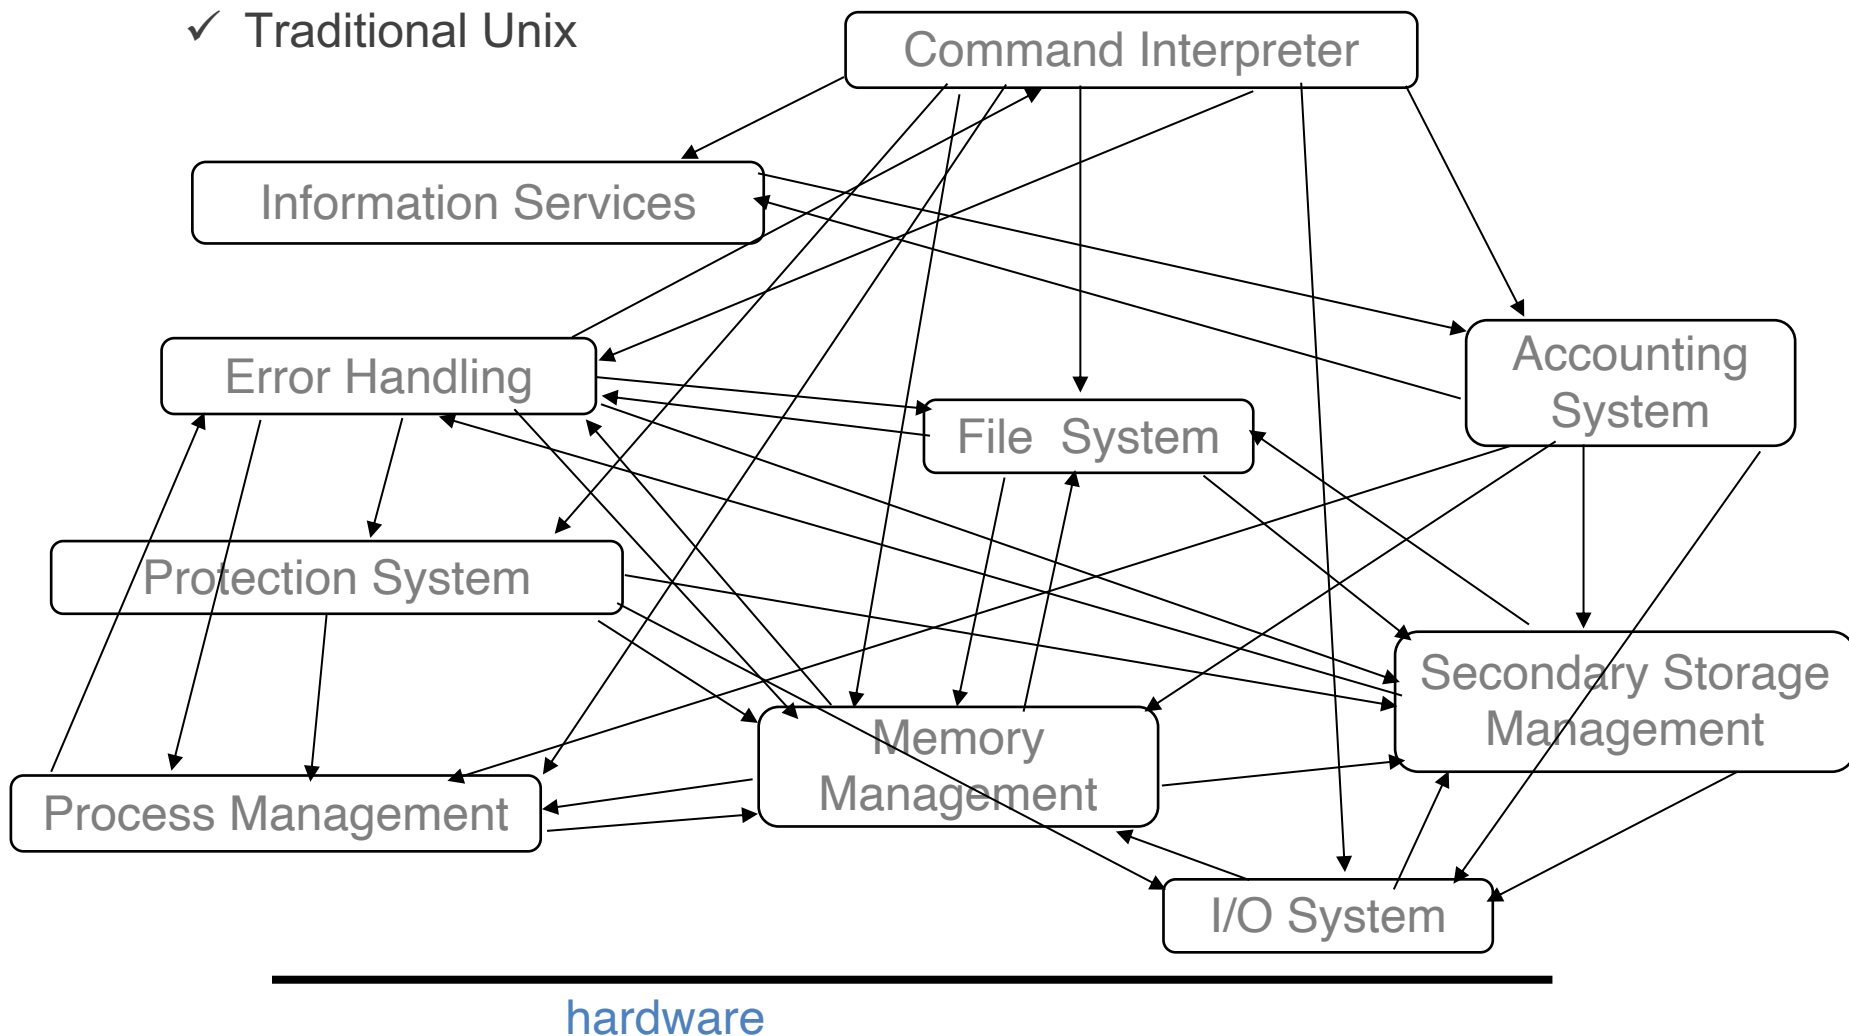 ✓ Traditional Unix
Command Interpreter
Information Services
Error Handling
Accounting
System
File System
Protection System
Secondary Storage
Management
Memory
Management
Process Management
I/O System
hardware